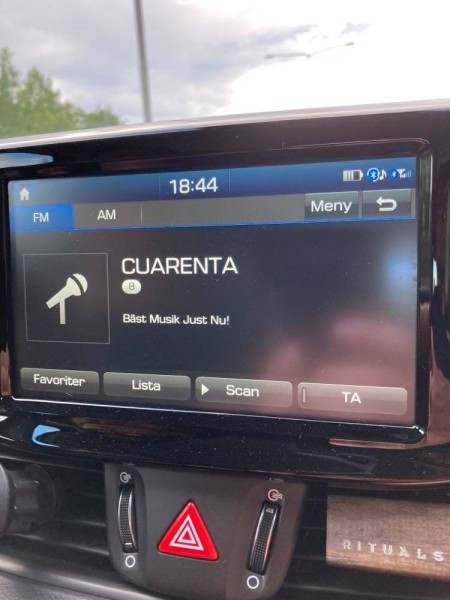 18:44
FM AM Meny
CUARENTA
8
Bäst Musik Just Nu!
Favoriter Lista Scan TA
RITUALS